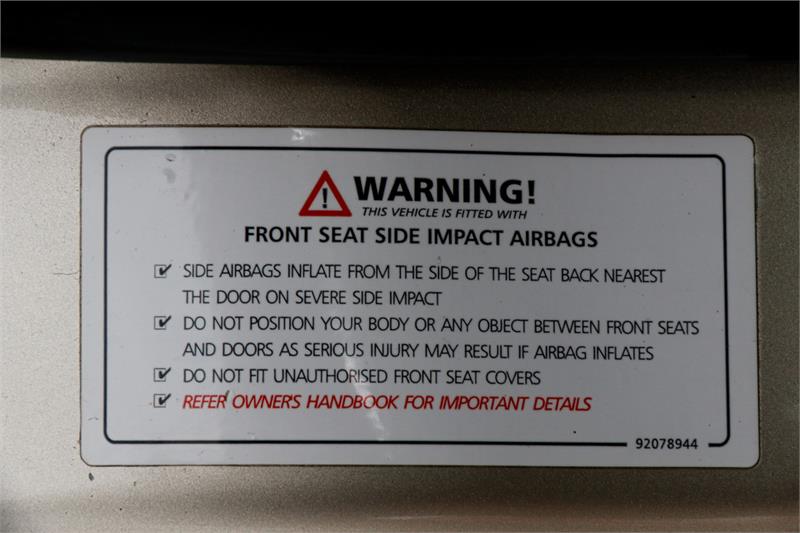 WARNING!
THIS VEHICLE IS FITTED WITH
FRONT SEAT SIDE IMPACT AIRBAGS
SIDE AIRBAGS INFLATE FROM THE SIDE OF THE SEAT BACK NEAREST
THE DOOR ON SEVERE SIDE IMPACT
DO NOT POSITION YOUR BODY OR ANY OBJECT BETWEEN FRONT SEATS
AND DOORS AS SERIOUS INJURY MAY RESULT IF AIRBAG INFLATES
DO NOT FIT UNAUTHORISED FRONT SEAT COVERS
REFER OWNER'S HANDBOOK FOR IMPORTANT DETAILS
92078944